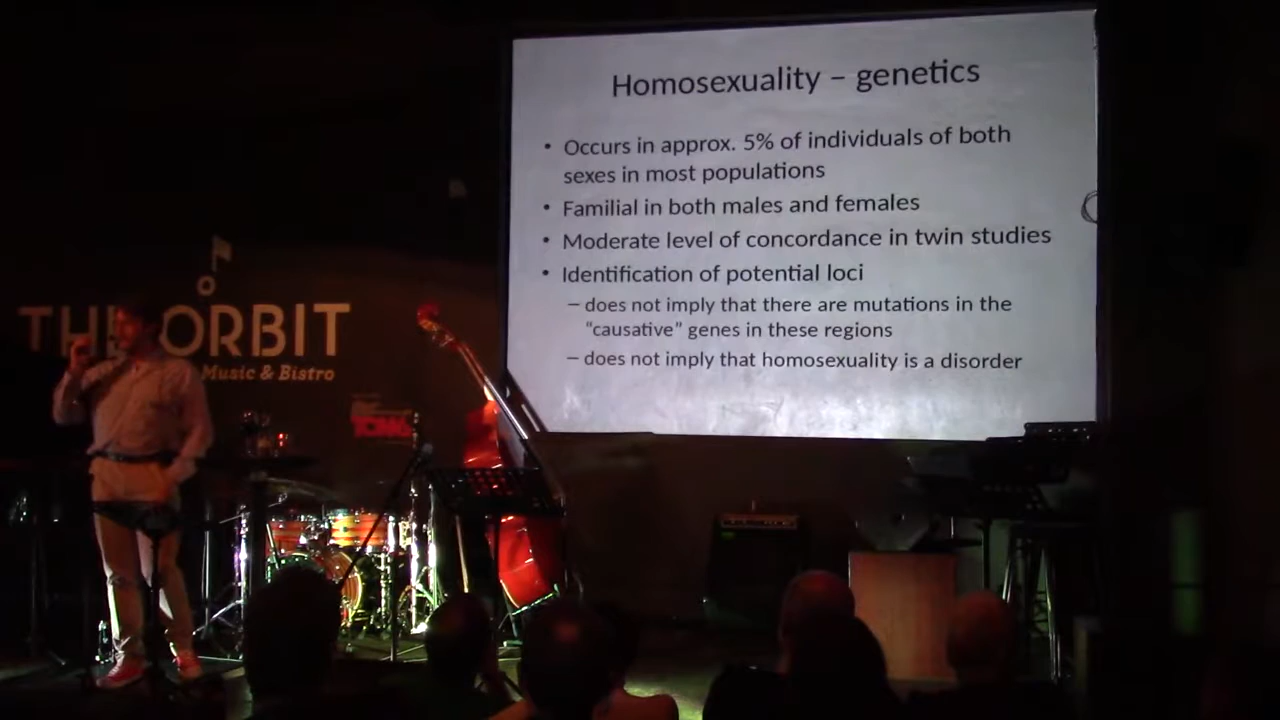 Homosexuality – genetics
• Occurs in approx. 5% of individuals of both
sexes in most populations
• Familial in both males and females
• Moderate level of concordance in twin studies
• Identification of potential loci
– does not imply that there are mutations in the
“causative” genes in these regions
– does not imply that homosexuality is a disorder
THE ORBIT
Music & Bistro